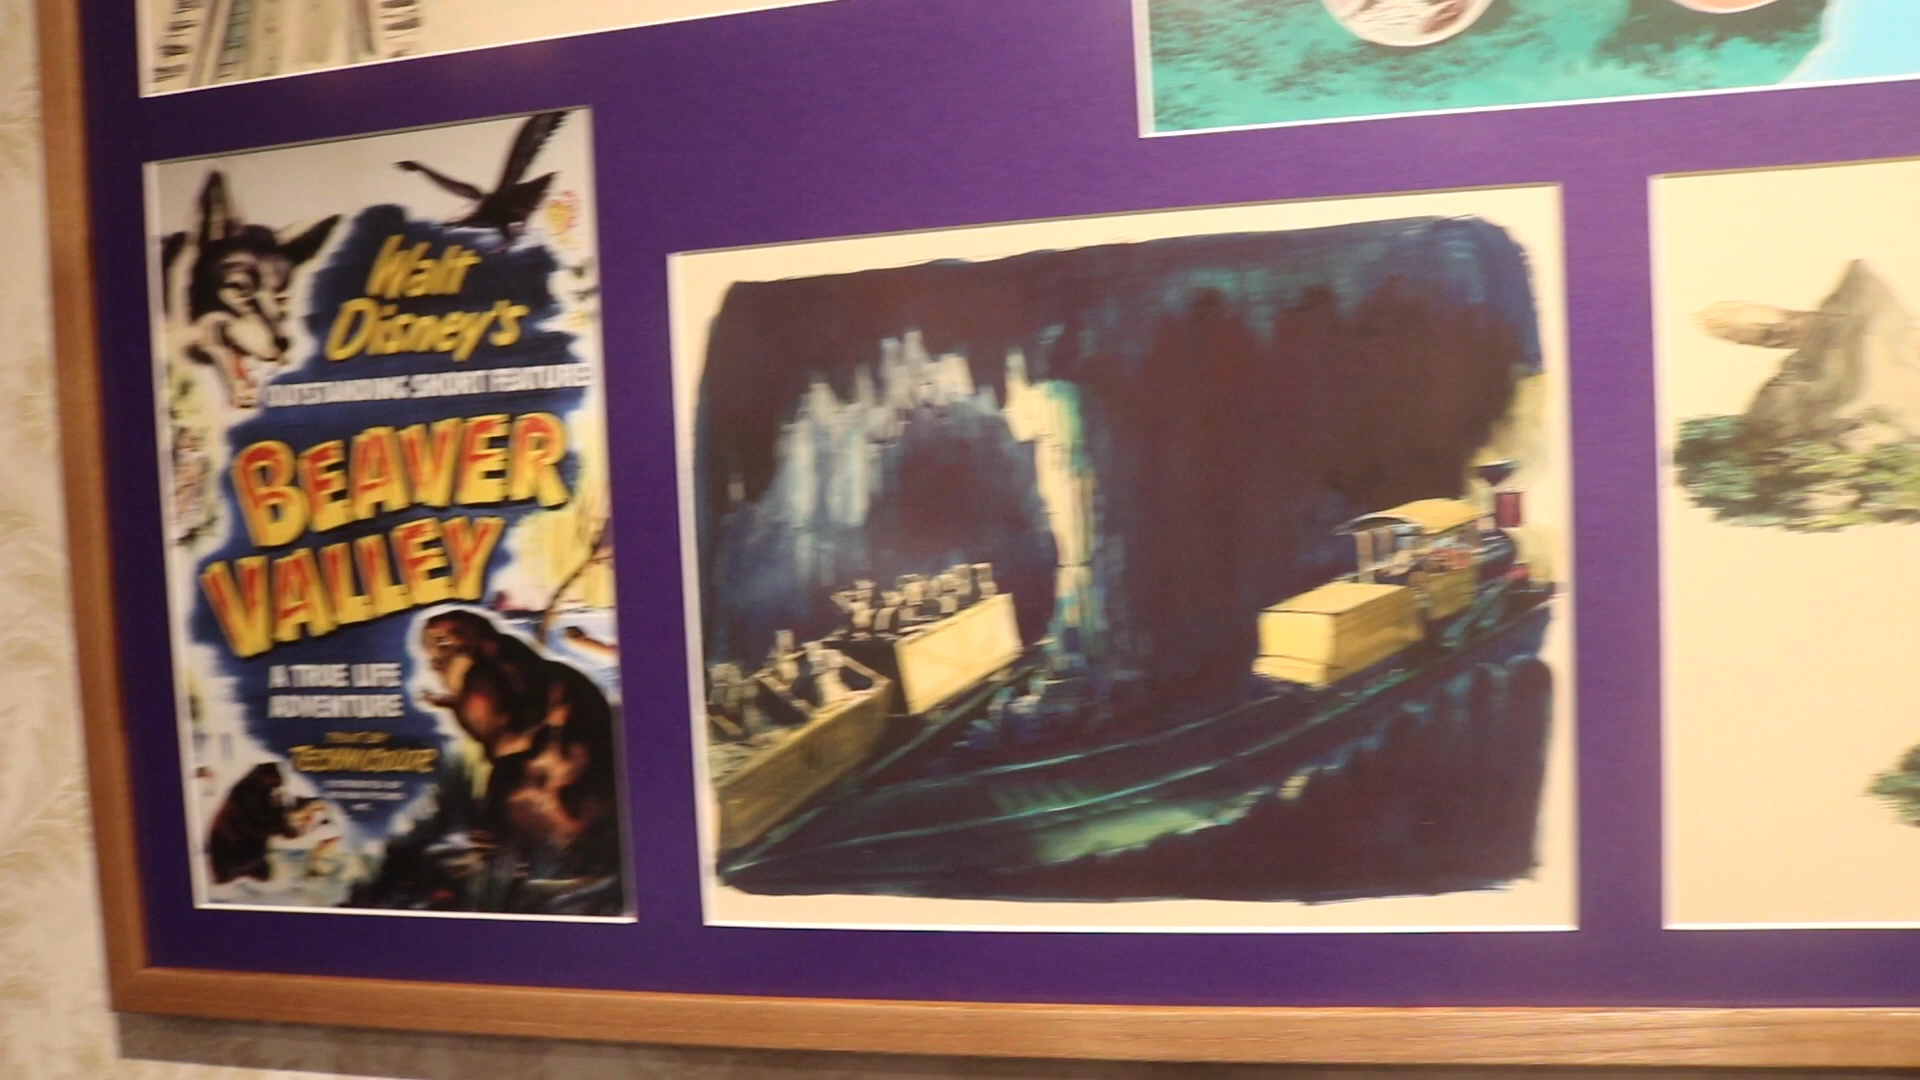 Walt
Disney's
OUTSTANDING SHORT FEATURE
BEAVER
VALLEY
A TRUE LIFE
ADVENTURE
TECHNICOLOR